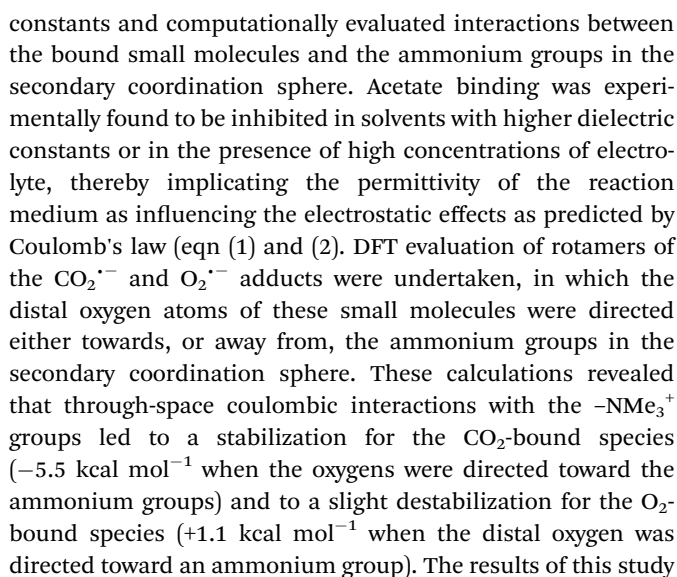 constants and computationally evaluated interactions between
the bound small molecules and the ammonium groups in the
secondary coordination sphere. Acetate binding was experi-
mentally found to be inhibited in solvents with higher dielectric
constants or in the presence of high concentrations of electro-
lyte, thereby implicating the permittivity of the reaction
medium as influencing the electrostatic effects as predicted by
Coulomb's law (eqn (1) and (2). DFT evaluation of rotamers of
the CO₂•⁻ and O₂•⁻ adducts were undertaken, in which the
distal oxygen atoms of these small molecules were directed
either towards, or away from, the ammonium groups in the
secondary coordination sphere. These calculations revealed
that through-space coulombic interactions with the –NMe₃⁺
groups led to a stabilization for the CO₂-bound species
(−5.5 kcal mol⁻¹ when the oxygens were directed toward the
ammonium groups) and to a slight destabilization for the O₂-
bound species (+1.1 kcal mol⁻¹ when the distal oxygen was
directed toward an ammonium group). The results of this study